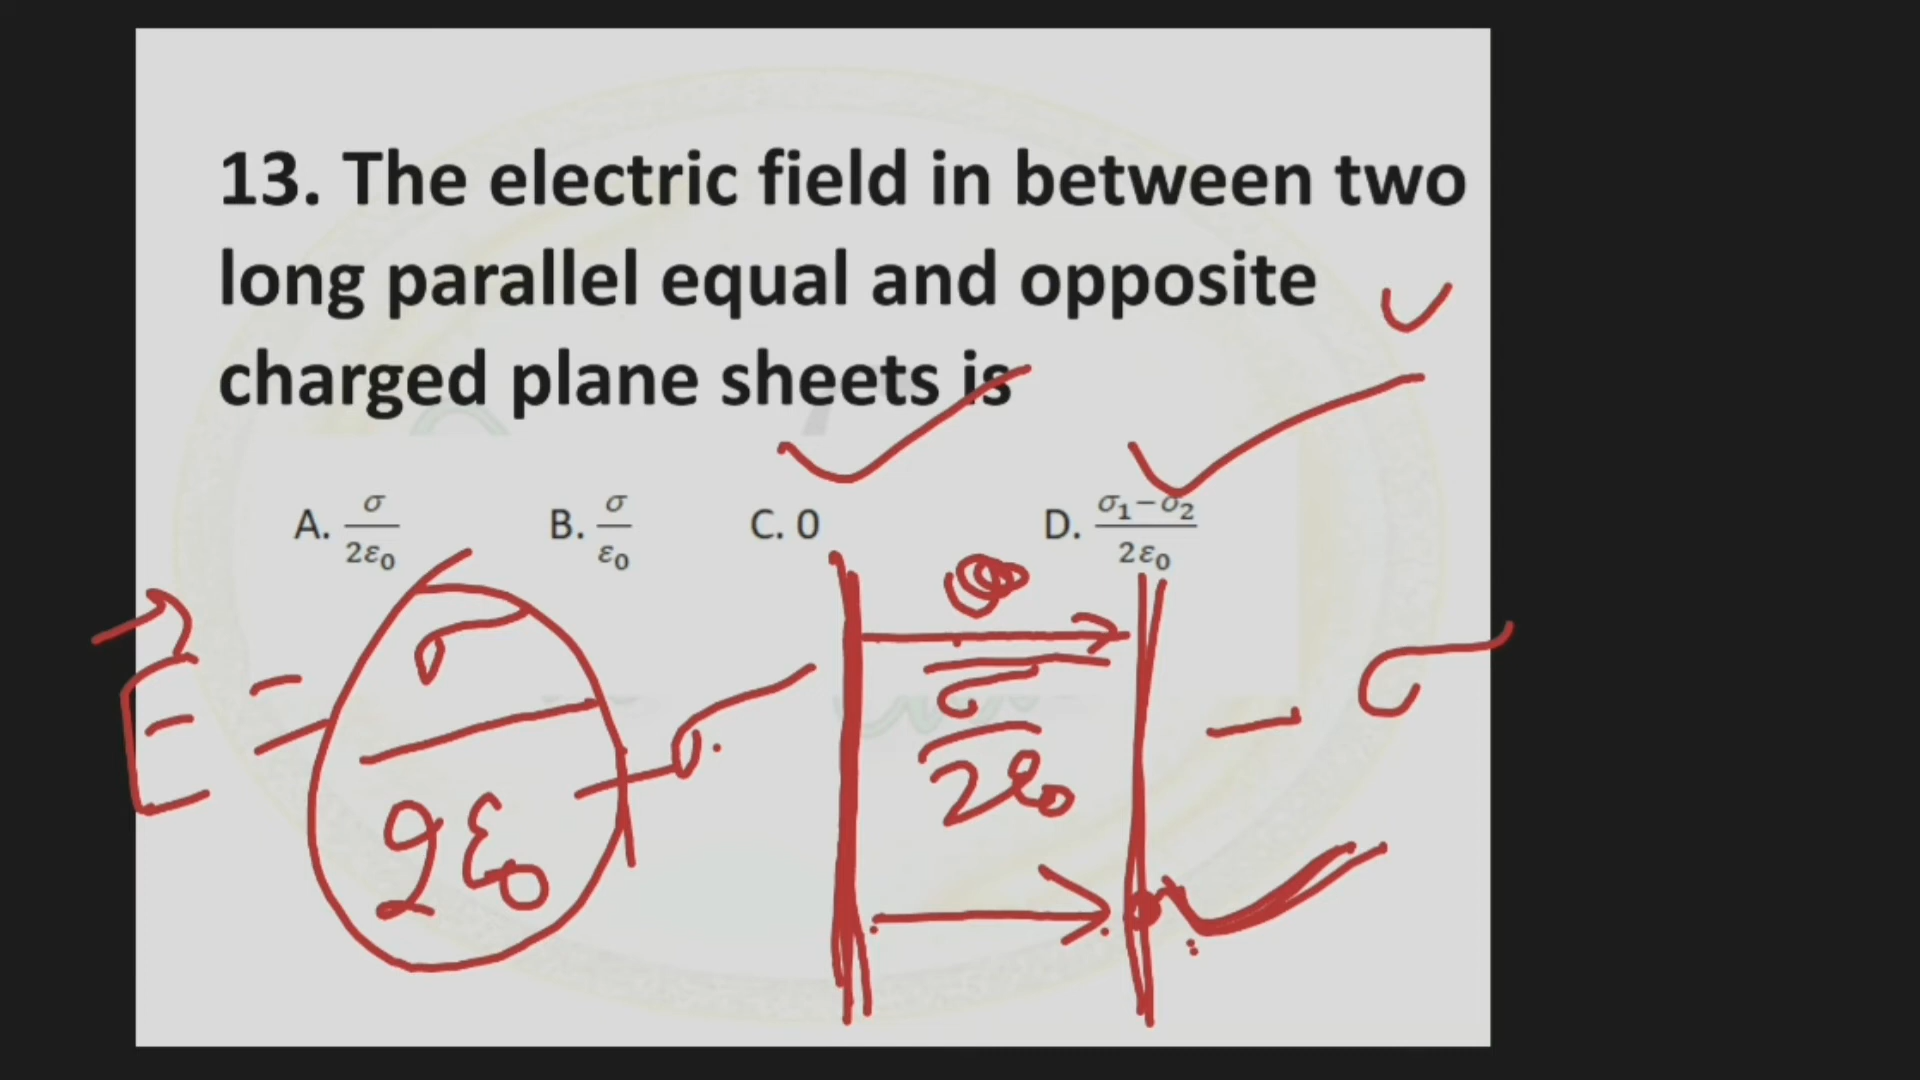 13. The electric field in between two
long parallel equal and opposite
charged plane sheets is
A. σ/2ε₀ B. σ/ε₀ C. 0 D. σ₁−σ₂/2ε₀
E = σ/2ε₀ σ σ/2ε₀ − σ